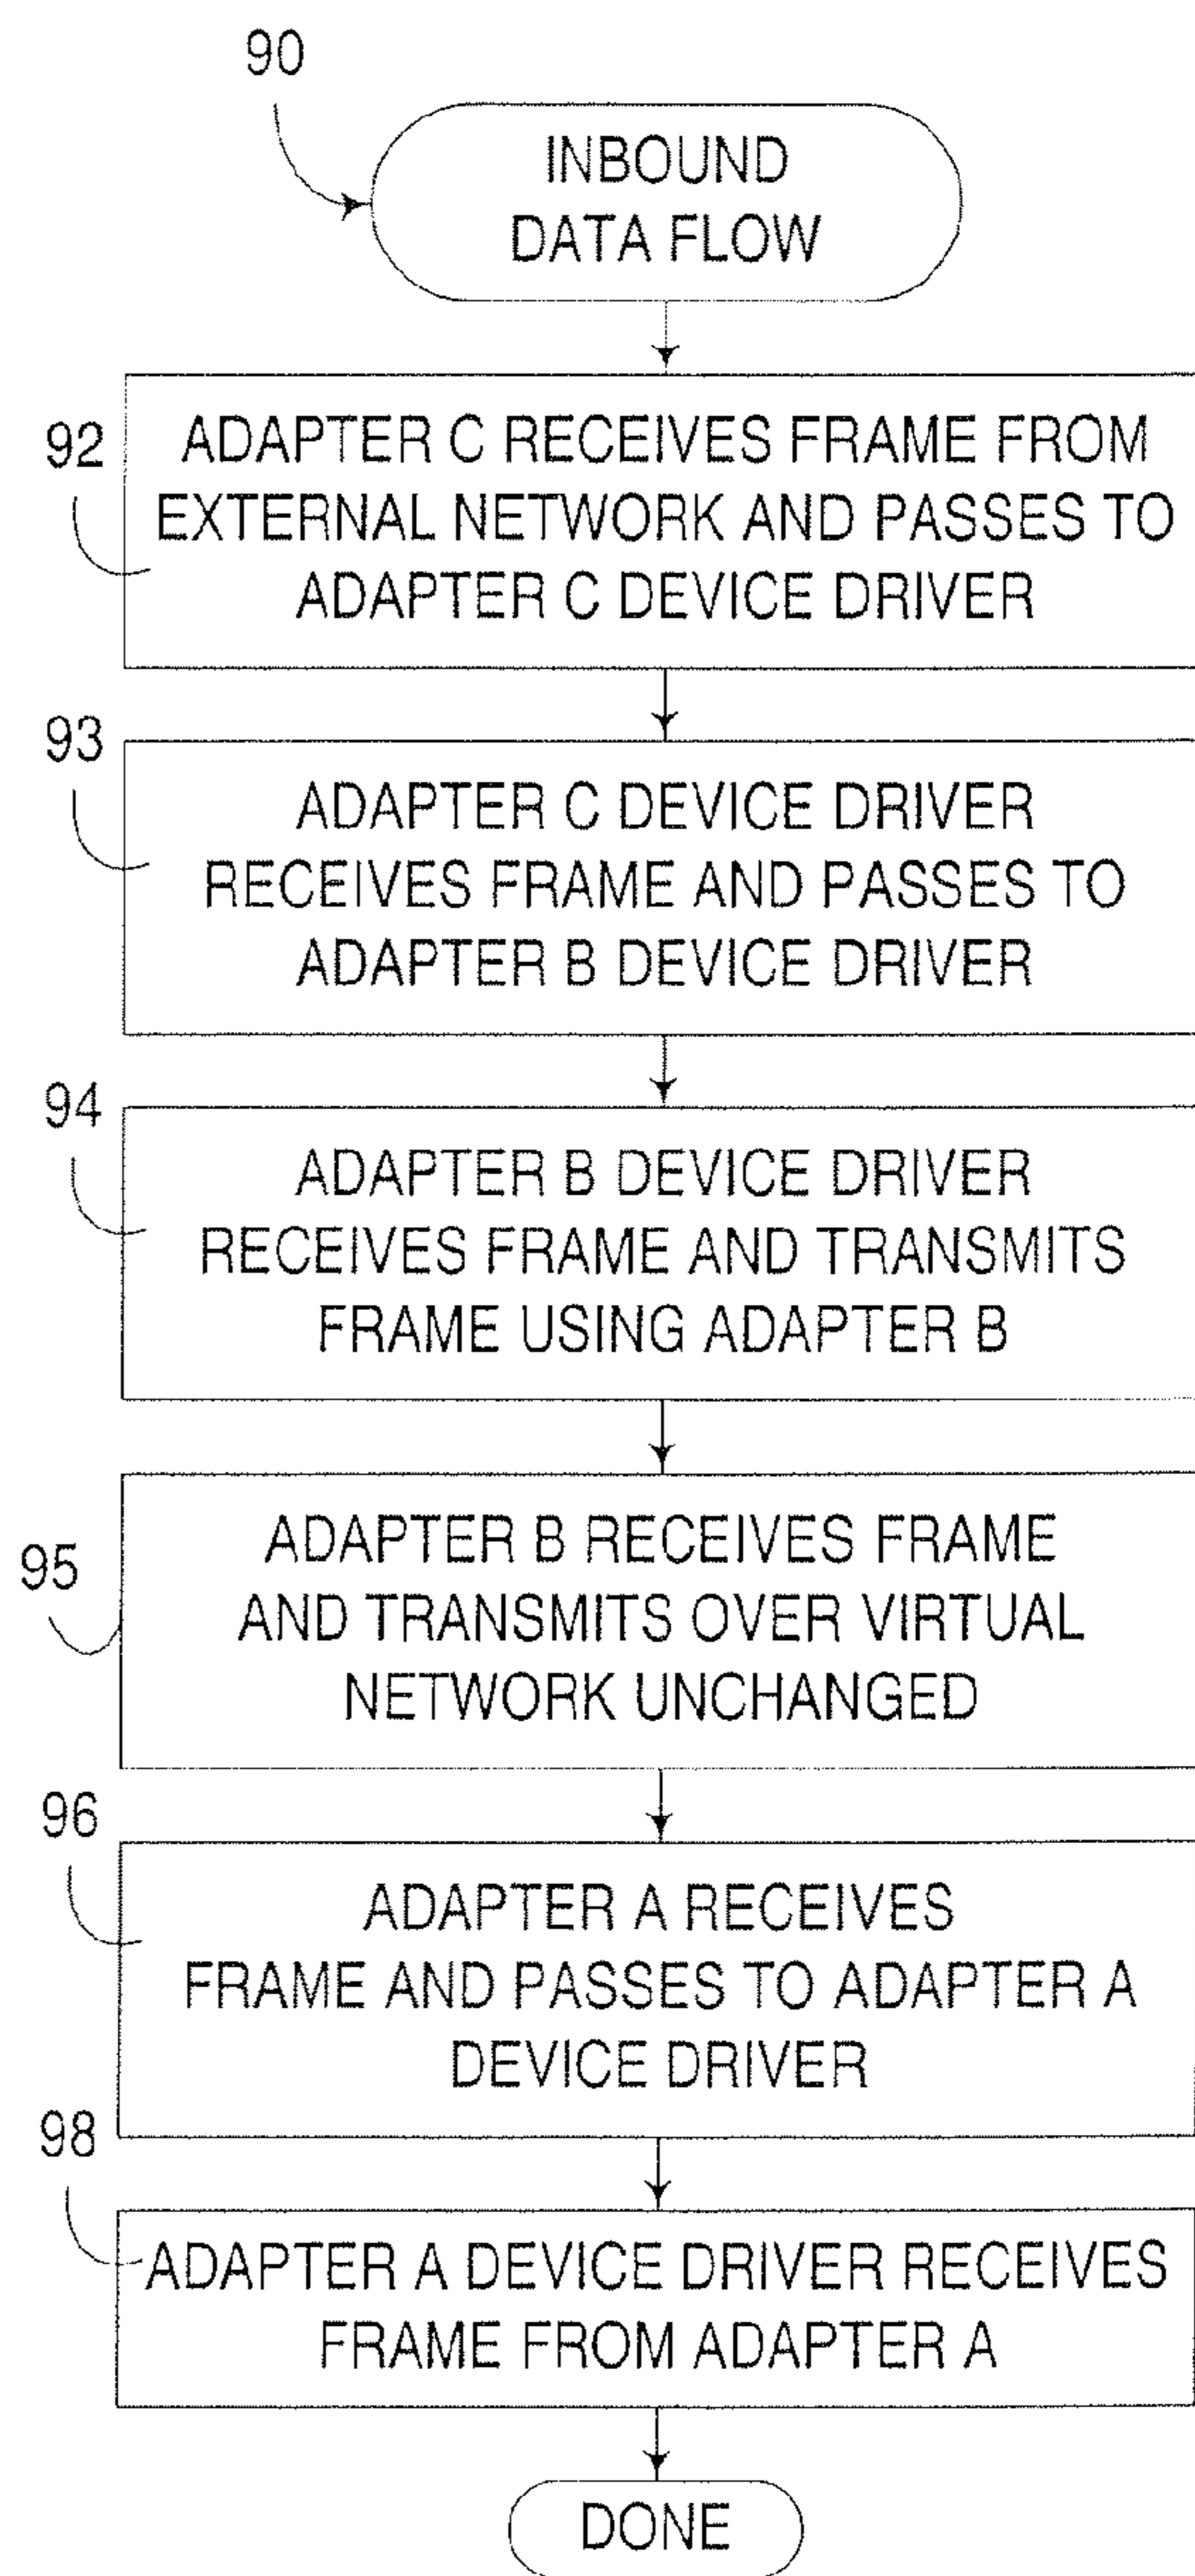 90
INBOUND
DATA FLOW
92
ADAPTER C RECEIVES FRAME FROM
EXTERNAL NETWORK AND PASSES TO
ADAPTER C DEVICE DRIVER
93
ADAPTER C DEVICE DRIVER
RECEIVES FRAME AND PASSES TO
ADAPTER B DEVICE DRIVER
94
ADAPTER B DEVICE DRIVER
RECEIVES FRAME AND TRANSMITS
FRAME USING ADAPTER B
95
ADAPTER B RECEIVES FRAME
AND TRANSMITS OVER VIRTUAL
NETWORK UNCHANGED
96
ADAPTER A RECEIVES
FRAME AND PASSES TO ADAPTER A
DEVICE DRIVER
98
ADAPTER A DEVICE DRIVER RECEIVES
FRAME FROM ADAPTER A
DONE